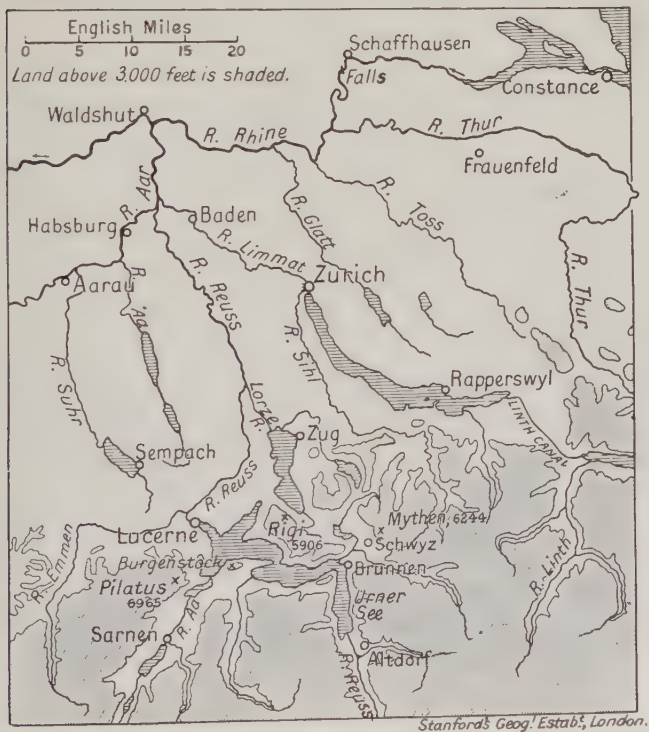 English Miles
0 5 10 15 20
Land above 3,000 feet is shaded.
Schaffhausen
Falls
Constance
Waldshut
R. Rhine
R. Thur
Frauenfeld
R. Aar
Habsburg
Baden
R. Glatt
R. Toss
R. Limmat
Zurich
Aarau
R. Aa
R. Reuss
R. Thur
R. Suhr
R. Sihl
Rapperswyl
LINTH CANAL
Lorze
R.
Zug
Sempach
R. Reuss
Mythen, 6244
Lucerne
Rigi
5906
Schwyz
R. Emmen
Burgenstock
Brunnen
R. Linth
Pilatus
6965
Urner
See
R. Aa
Sarnen
Altdorf
R. Reuss
Stanford's Geog.l Estab.t, London.